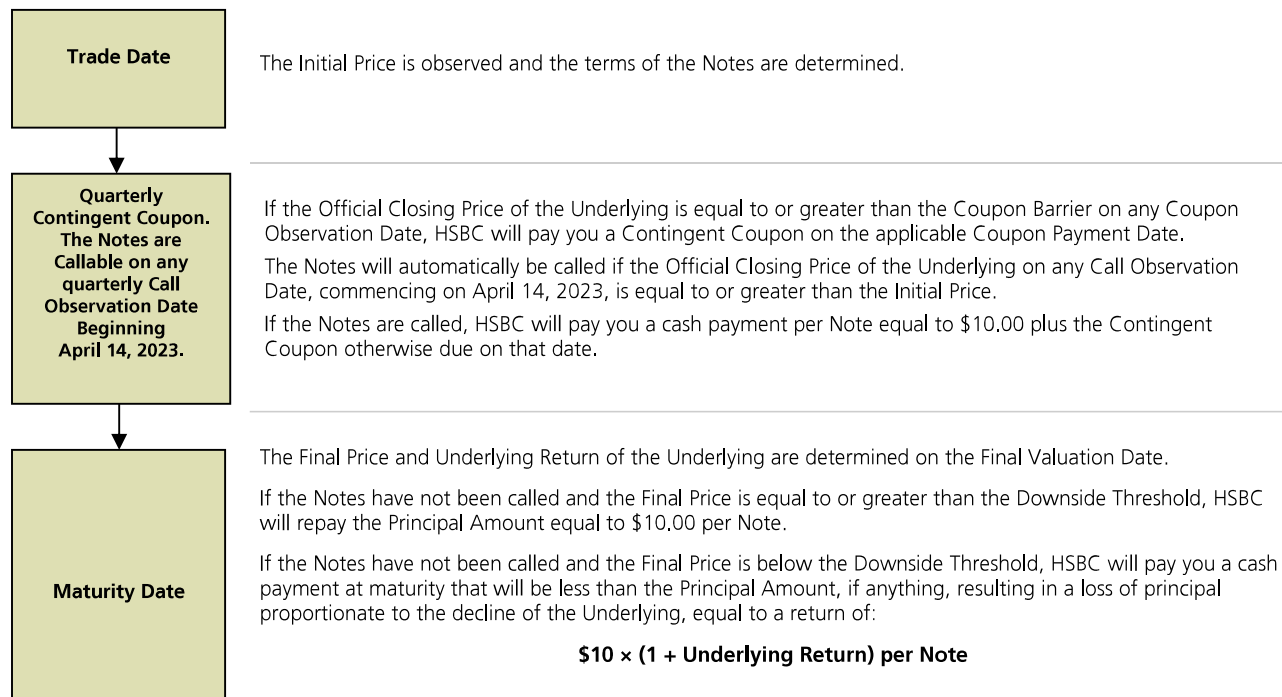 Trade Date
The Initial Price is observed and the terms of the Notes are determined.
Quarterly
Contingent Coupon.
The Notes are
Callable on any
quarterly Call
Observation Date
Beginning
April 14, 2023.
If the Official Closing Price of the Underlying is equal to or greater than the Coupon Barrier on any Coupon
Observation Date, HSBC will pay you a Contingent Coupon on the applicable Coupon Payment Date.
The Notes will automatically be called if the Official Closing Price of the Underlying on any Call Observation
Date, commencing on April 14, 2023, is equal to or greater than the Initial Price.
If the Notes are called, HSBC will pay you a cash payment per Note equal to $10.00 plus the Contingent
Coupon otherwise due on that date.
Maturity Date
The Final Price and Underlying Return of the Underlying are determined on the Final Valuation Date.
If the Notes have not been called and the Final Price is equal to or greater than the Downside Threshold, HSBC
will repay the Principal Amount equal to $10.00 per Note.
If the Notes have not been called and the Final Price is below the Downside Threshold, HSBC will pay you a cash
payment at maturity that will be less than the Principal Amount, if anything, resulting in a loss of principal
proportionate to the decline of the Underlying, equal to a return of:
$10 × (1 + Underlying Return) per Note